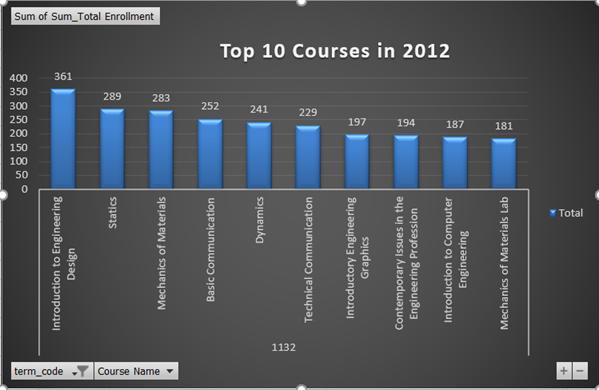 Sum of Sum_Total Enrollment
Top 10 Courses in 2012
400
350
300
250
200
150
100
50
0
361
289
283
252
241
229
197
194
187
181
Introduction to Engineering
Design
Statics
Mechanics of Materials
Basic Communication
Dynamics
Technical Communication
Introductory Engineering
Graphics
Contemporary Issues in the
Engineering Profession
Introduction to Computer
Engineering
Mechanics of Materials Lab
1132
Total
term_code
Course Name
+ −